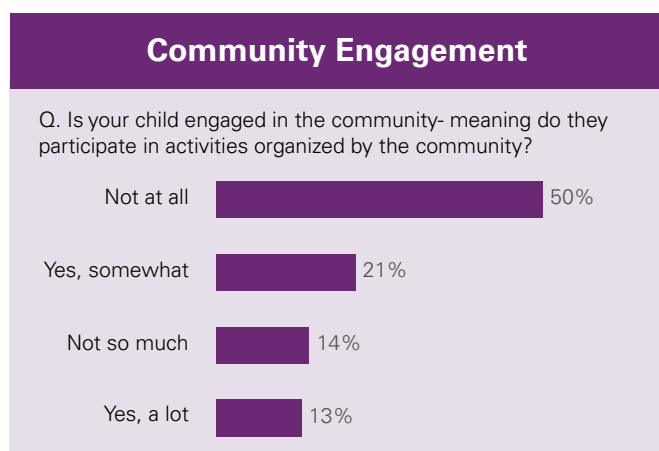 Community Engagement
Q. Is your child engaged in the community- meaning do they
participate in activities organized by the community?
Not at all 50%
Yes, somewhat 21%
Not so much 14%
Yes, a lot 13%